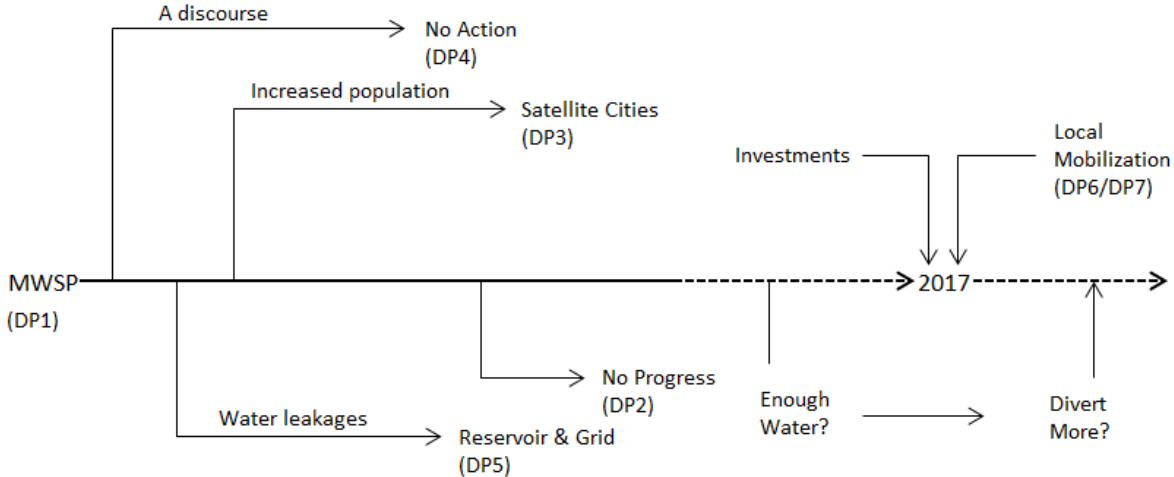 A discourse
No Action
(DP4)
Increased population
Satellite Cities
(DP3)
Investments
Local
Mobilization
(DP6/DP7)
MWSP
(DP1)
2017
No Progress
(DP2)
Enough
Water?
Divert
More?
Water leakages
Reservoir & Grid
(DP5)